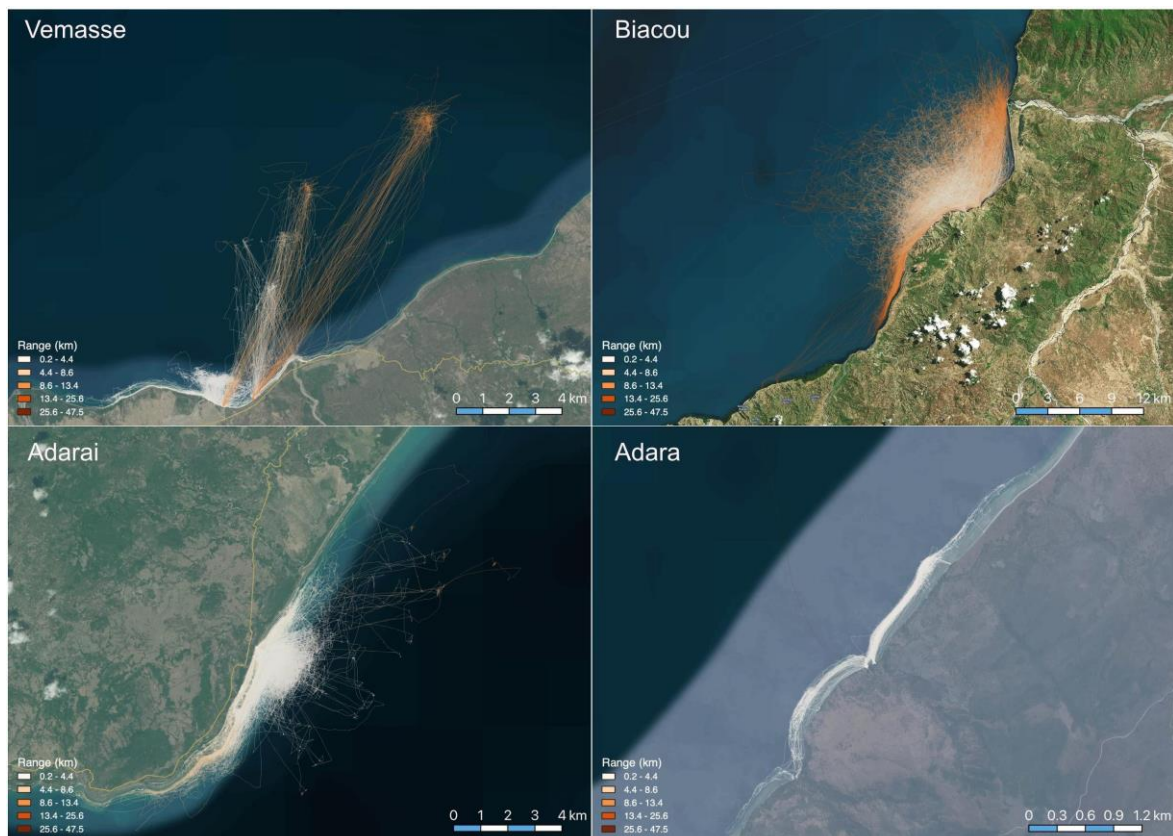 Vemasse
Range (km)
0.2 - 4.4
4.4 - 8.6
8.6 - 13.4
13.4 - 25.6
25.6 - 47.5
0 1 2 3 4 km
Biacou
Range (km)
0.2 - 4.4
4.4 - 8.6
8.6 - 13.4
13.4 - 25.6
25.6 - 47.5
0 3 6 9 12 km
Adarai
Range (km)
0.2 - 4.4
4.4 - 8.6
8.6 - 13.4
13.4 - 25.6
25.6 - 47.5
0 1 2 3 4 km
Adara
Range (km)
0.2 - 4.4
4.4 - 8.6
8.6 - 13.4
13.4 - 25.6
25.6 - 47.5
0 0.3 0.6 0.9 1.2 km